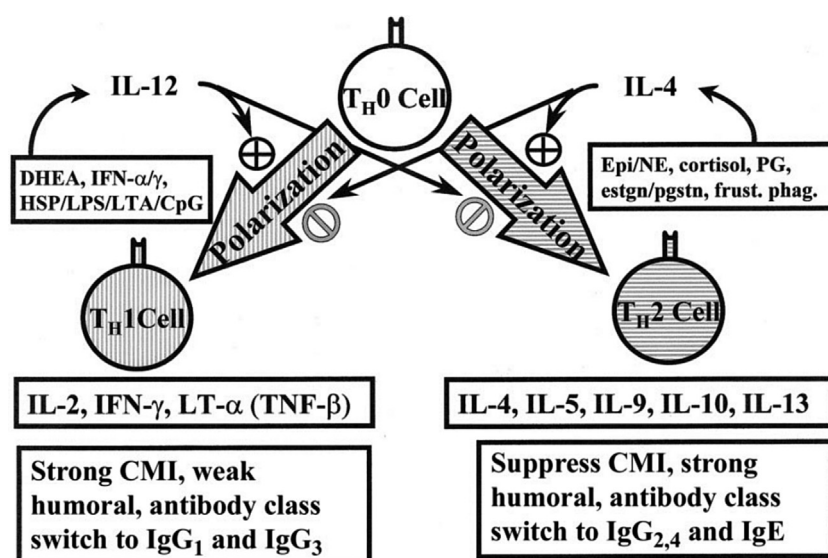 T_H0 Cell
IL-12
IL-4
DHEA, IFN-α/γ,
HSP/LPS/LTA/CpG
Epi/NE, cortisol, PG,
estgn/pgstn, frust. phag.
Polarization
Polarization
T_H1Cell
T_H2 Cell
IL-2, IFN-γ, LT-α (TNF-β)
IL-4, IL-5, IL-9, IL-10, IL-13
Strong CMI, weak
humoral, antibody class
switch to IgG₁ and IgG₃
Suppress CMI, strong
humoral, antibody class
switch to IgG₂,₄ and IgE